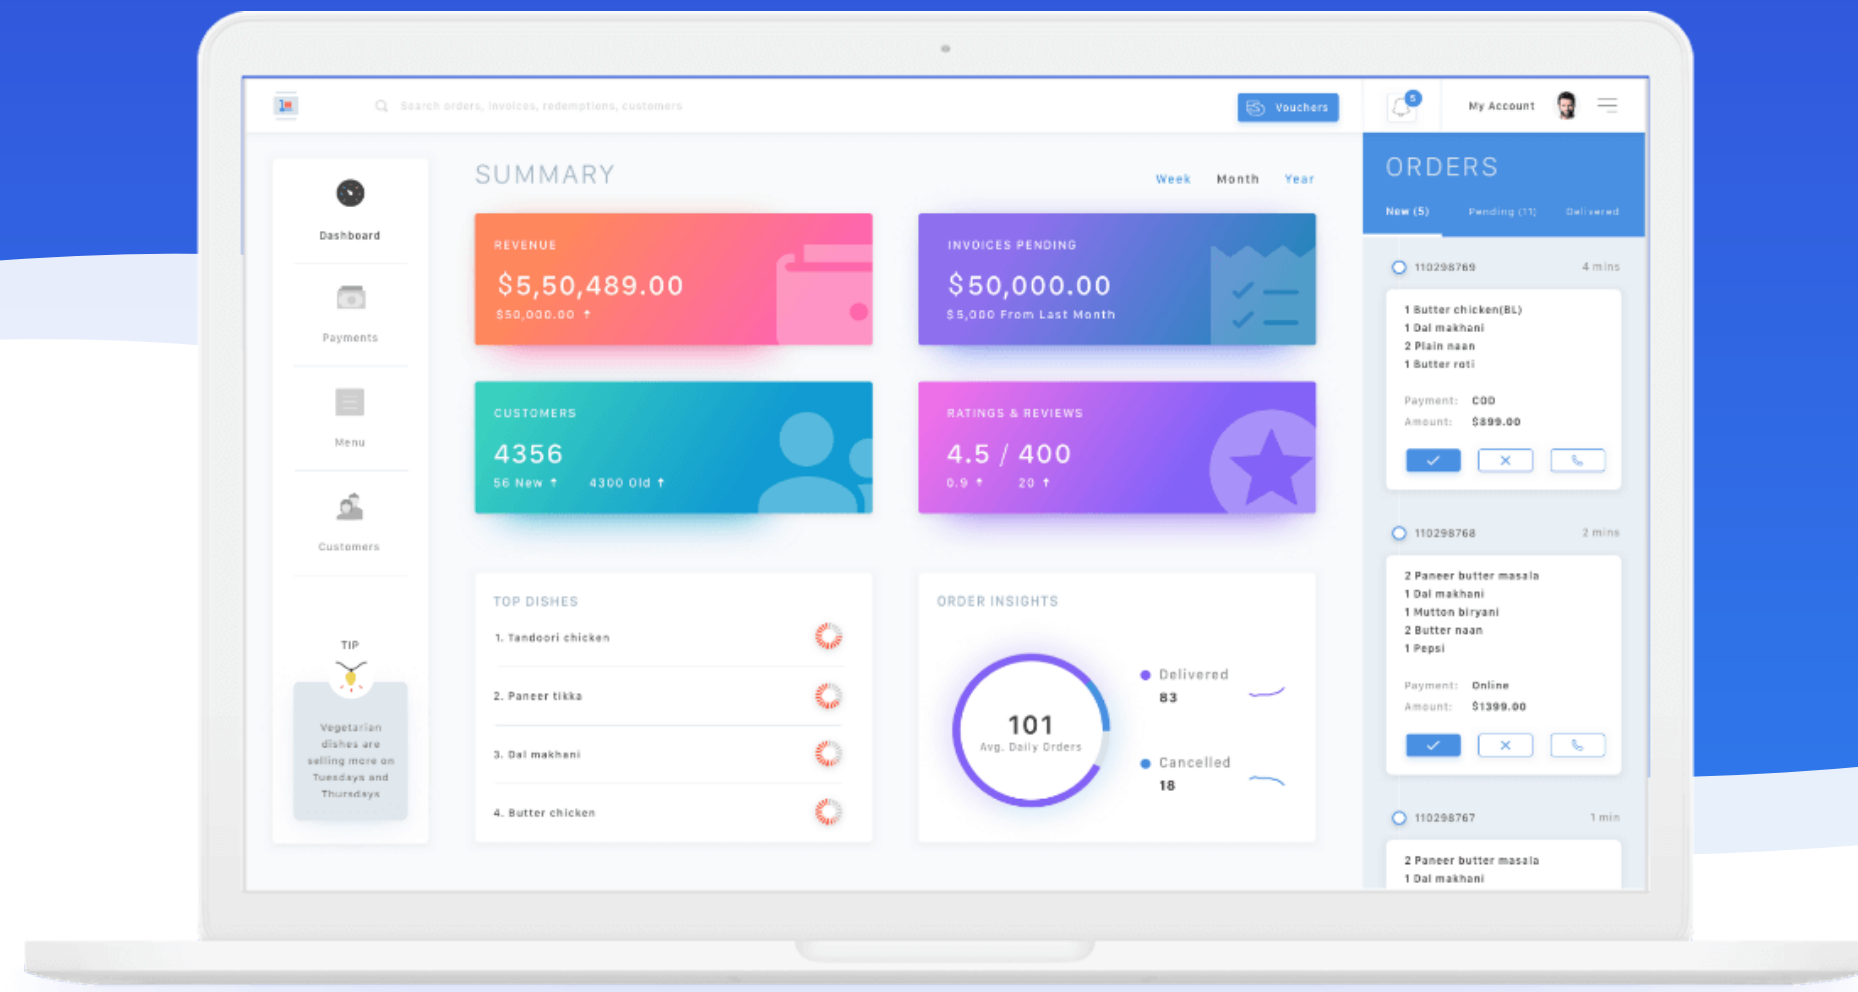 Search orders, invoices, redemptions, customers
Vouchers
5
My Account
Dashboard
Payments
Menu
Customers
TIP
Vegetarian
dishes are
selling more on
Tuesdays and
Thursdays
SUMMARY
Week Month Year
REVENUE
$5,50,489.00
$50,000.00 ↑
INVOICES PENDING
$50,000.00
$5,000 From Last Month
CUSTOMERS
4356
56 New ↑ 4300 Old ↑
RATINGS & REVIEWS
4.5 / 400
0.9 ↑ 20 ↑
TOP DISHES
1. Tandoori chicken
2. Paneer tikka
3. Dal makhani
4. Butter chicken
ORDER INSIGHTS
101
Avg. Daily Orders
Delivered
83
Cancelled
18
ORDERS
New (5) Pending (11) Delivered
110298769 4 mins
1 Butter chicken(BL)
1 Dal makhani
2 Plain naan
1 Butter roti
Payment: COD
Amount: $899.00
110298768 2 mins
2 Paneer butter masala
1 Dal makhani
1 Mutton biryani
2 Butter naan
1 Pepsi
Payment: Online
Amount: $1399.00
110298767 1 min
2 Paneer butter masala
1 Dal makhani